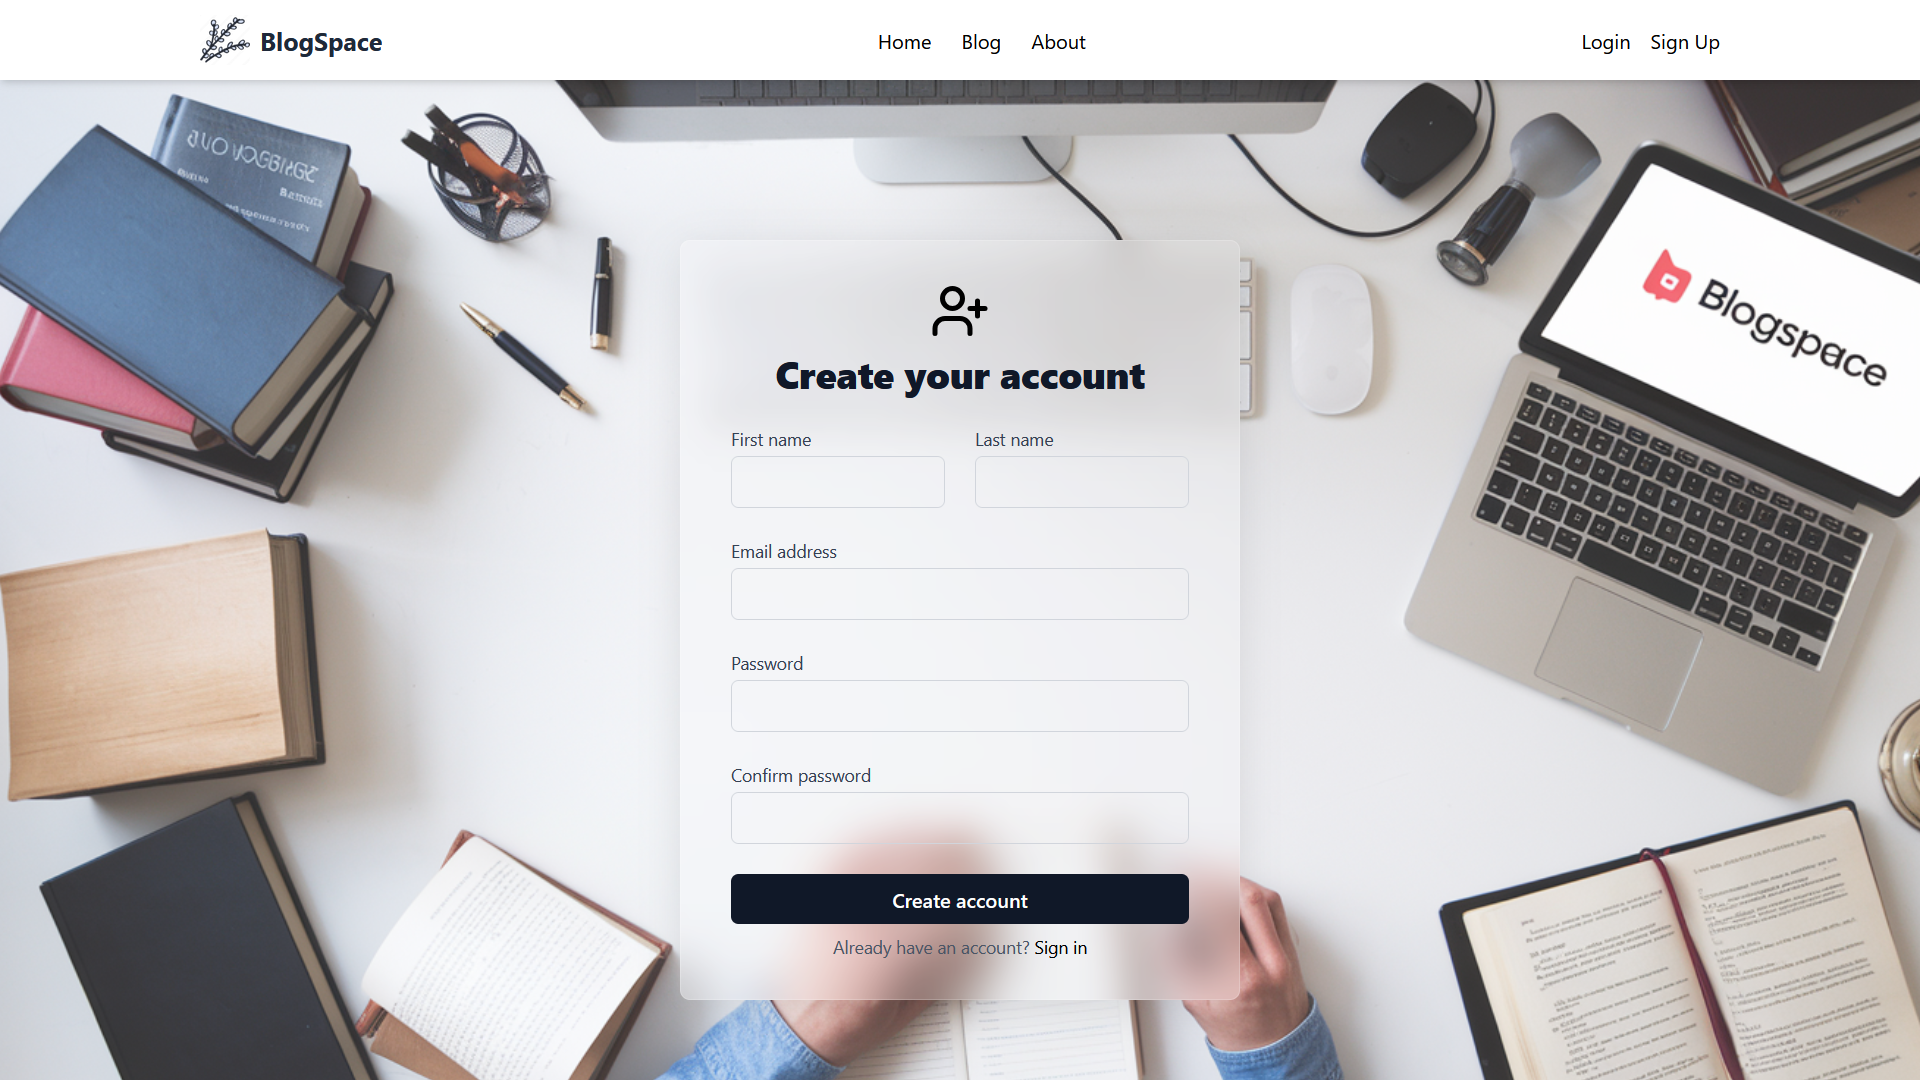 BlogSpace
Home Blog About
Login Sign Up
Blogspace
Create your account
First name Last name
Email address
Password
Confirm password
Create account
Already have an account? Sign in